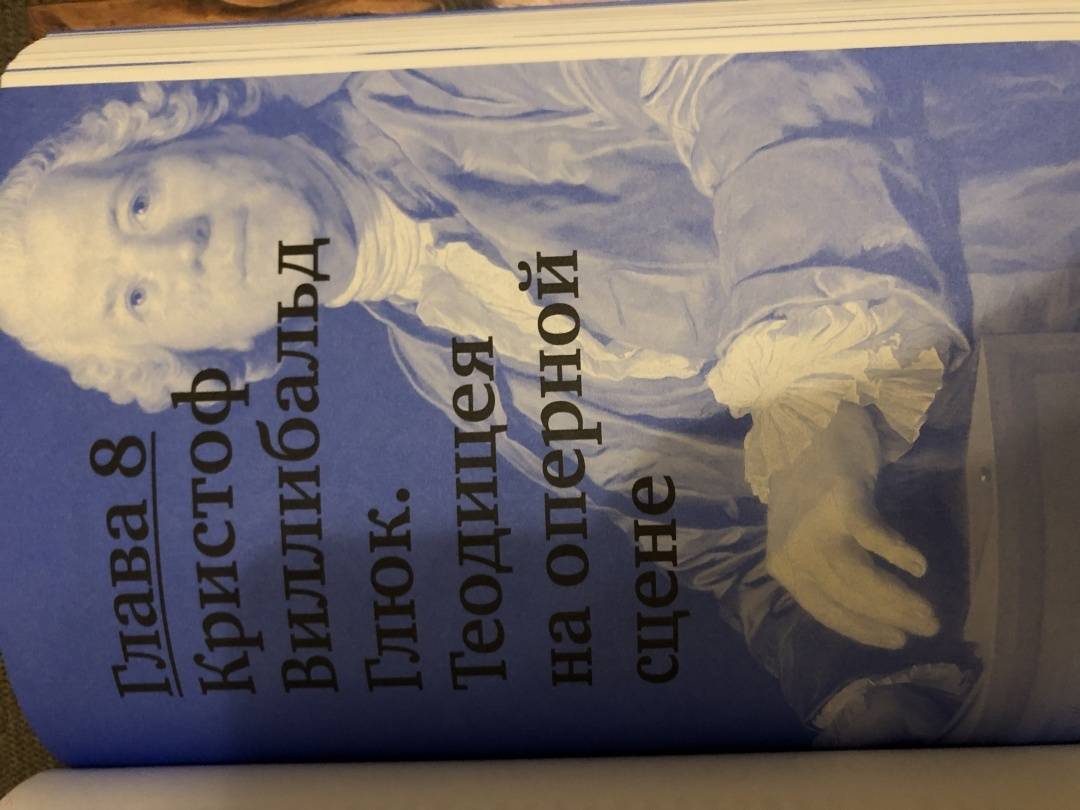 Глава 8
Кристоф
Виллибальд
Глюк.
Теодицея
на оперной
сцене